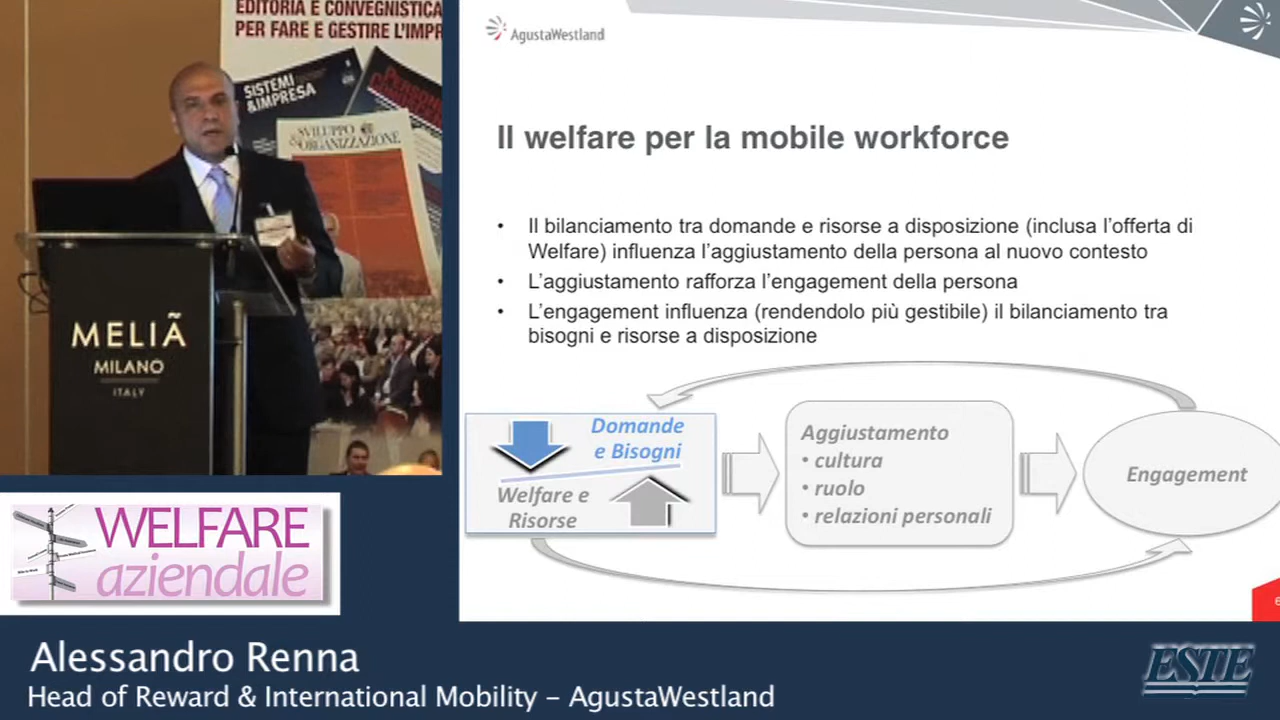 EDITORIA E CONVEGNISTICA
PER FARE E GESTIRE L'IMPR
SISTEMI
&IMPRESA
SVILUPPO
&ORGANIZZAZIONE
MELIÃ
MILANO
ITALY
AgustaWestland
Il welfare per la mobile workforce
• Il bilanciamento tra domande e risorse a disposizione (inclusa l'offerta di
Welfare) influenza l'aggiustamento della persona al nuovo contesto
• L'aggiustamento rafforza l'engagement della persona
• L'engagement influenza (rendendolo più gestibile) il bilanciamento tra
bisogni e risorse a disposizione
Domande
e Bisogni
Welfare e
Risorse
Aggiustamento
• cultura
• ruolo
• relazioni personali
Engagement
WELFARE
aziendale
Alessandro Renna
Head of Reward & International Mobility – AgustaWestland
ESTE